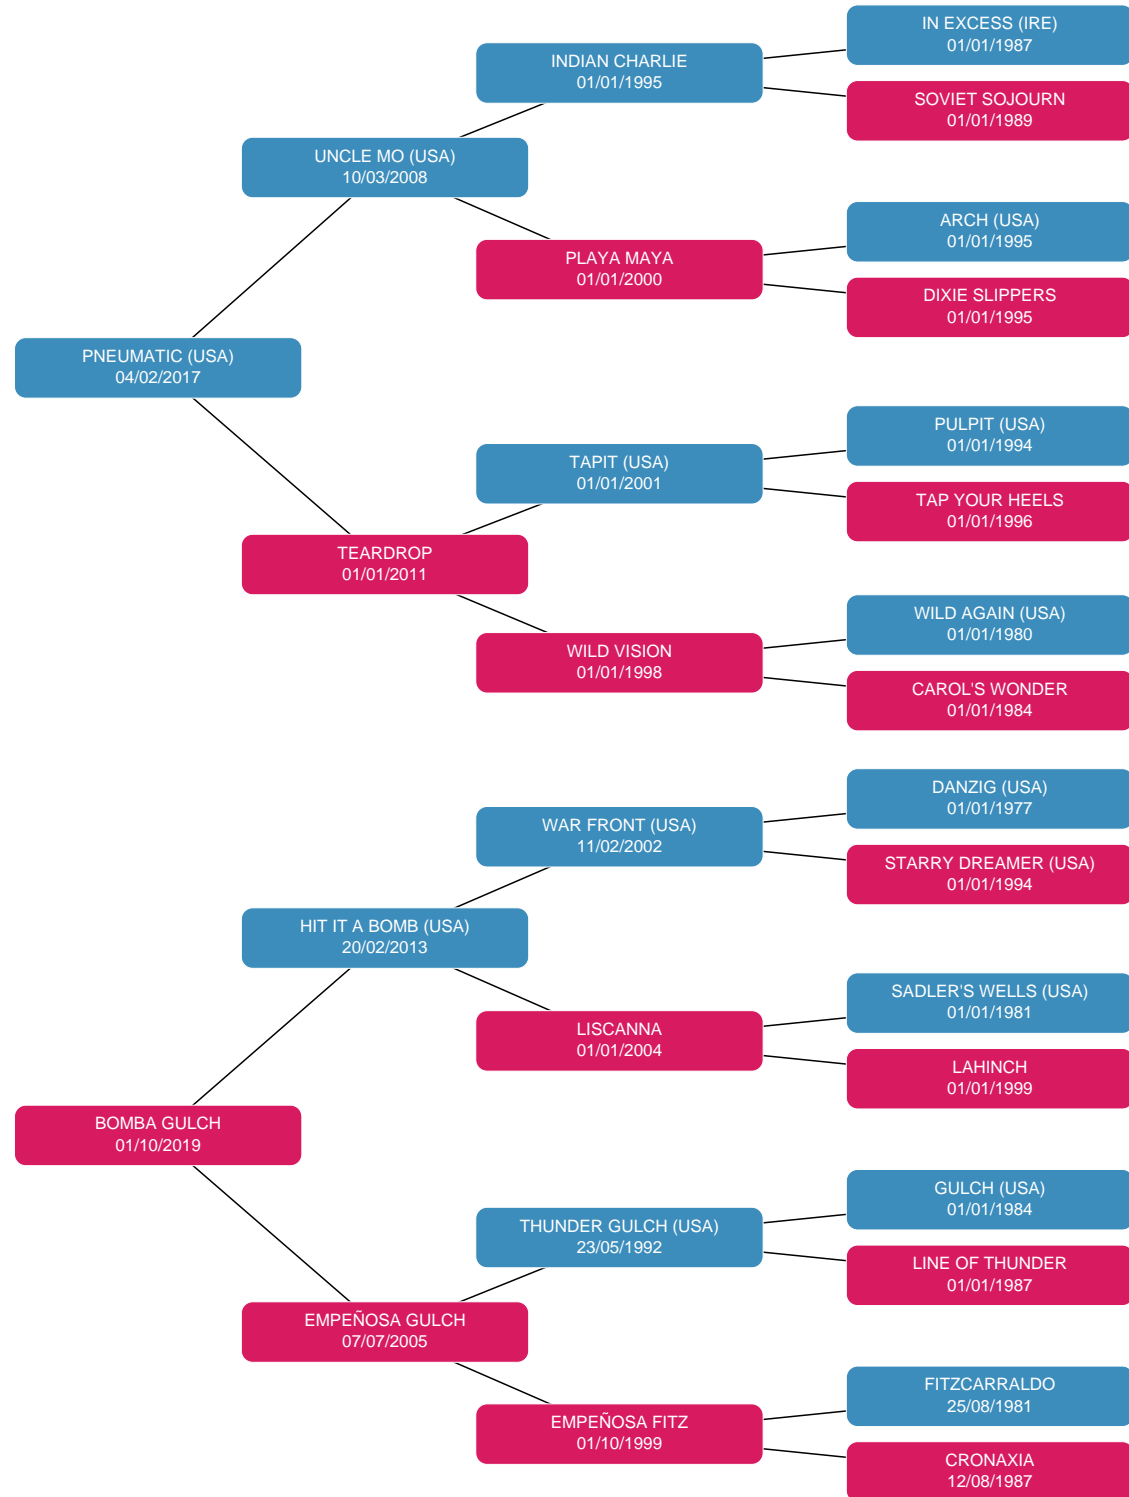 IN EXCESS (IRE)
01/01/1987
INDIAN CHARLIE
01/01/1995
SOVIET SOJOURN
01/01/1989
UNCLE MO (USA)
10/03/2008
ARCH (USA)
01/01/1995
PLAYA MAYA
01/01/2000
DIXIE SLIPPERS
01/01/1995
PNEUMATIC (USA)
04/02/2017
PULPIT (USA)
01/01/1994
TAPIT (USA)
01/01/2001
TAP YOUR HEELS
01/01/1996
TEARDROP
01/01/2011
WILD AGAIN (USA)
01/01/1980
WILD VISION
01/01/1998
CAROL'S WONDER
01/01/1984
DANZIG (USA)
01/01/1977
WAR FRONT (USA)
11/02/2002
STARRY DREAMER (USA)
01/01/1994
HIT IT A BOMB (USA)
20/02/2013
SADLER'S WELLS (USA)
01/01/1981
LISCANNA
01/01/2004
LAHINCH
01/01/1999
BOMBA GULCH
01/10/2019
GULCH (USA)
01/01/1984
THUNDER GULCH (USA)
23/05/1992
LINE OF THUNDER
01/01/1987
EMPEÑOSA GULCH
07/07/2005
FITZCARRALDO
25/08/1981
EMPEÑOSA FITZ
01/10/1999
CRONAXIA
12/08/1987